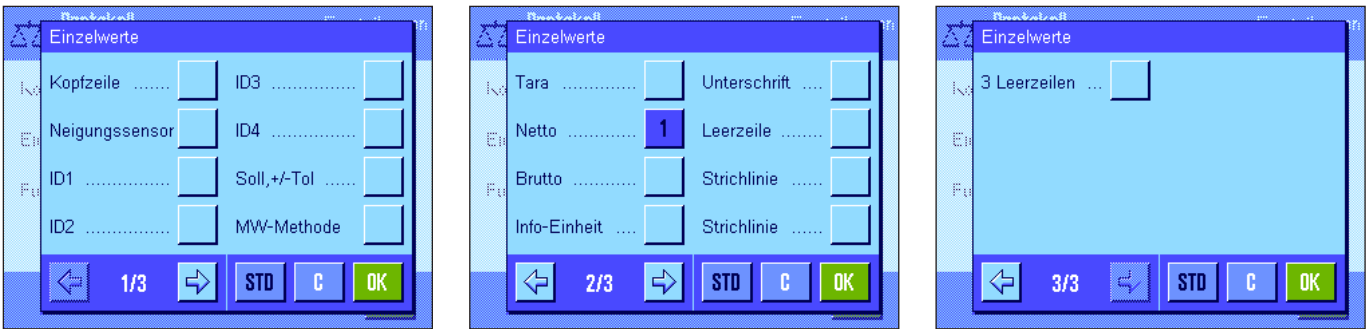 Einzelwerte
Kopfzeile ....... ID3 ...............
Neigungssensor ID4 ...............
ID1 ............... Soll,+/-Tol ......
ID2 ............... MW-Methode
1/3 STD C OK
Einzelwerte
Tara ............ Unterschrift ....
Netto ............ 1 Leerzeile ........
Brutto ............ Strichlinie ......
Info-Einheit .... Strichlinie ......
2/3 STD C OK
Einzelwerte
3 Leerzeilen ...
3/3 STD C OK